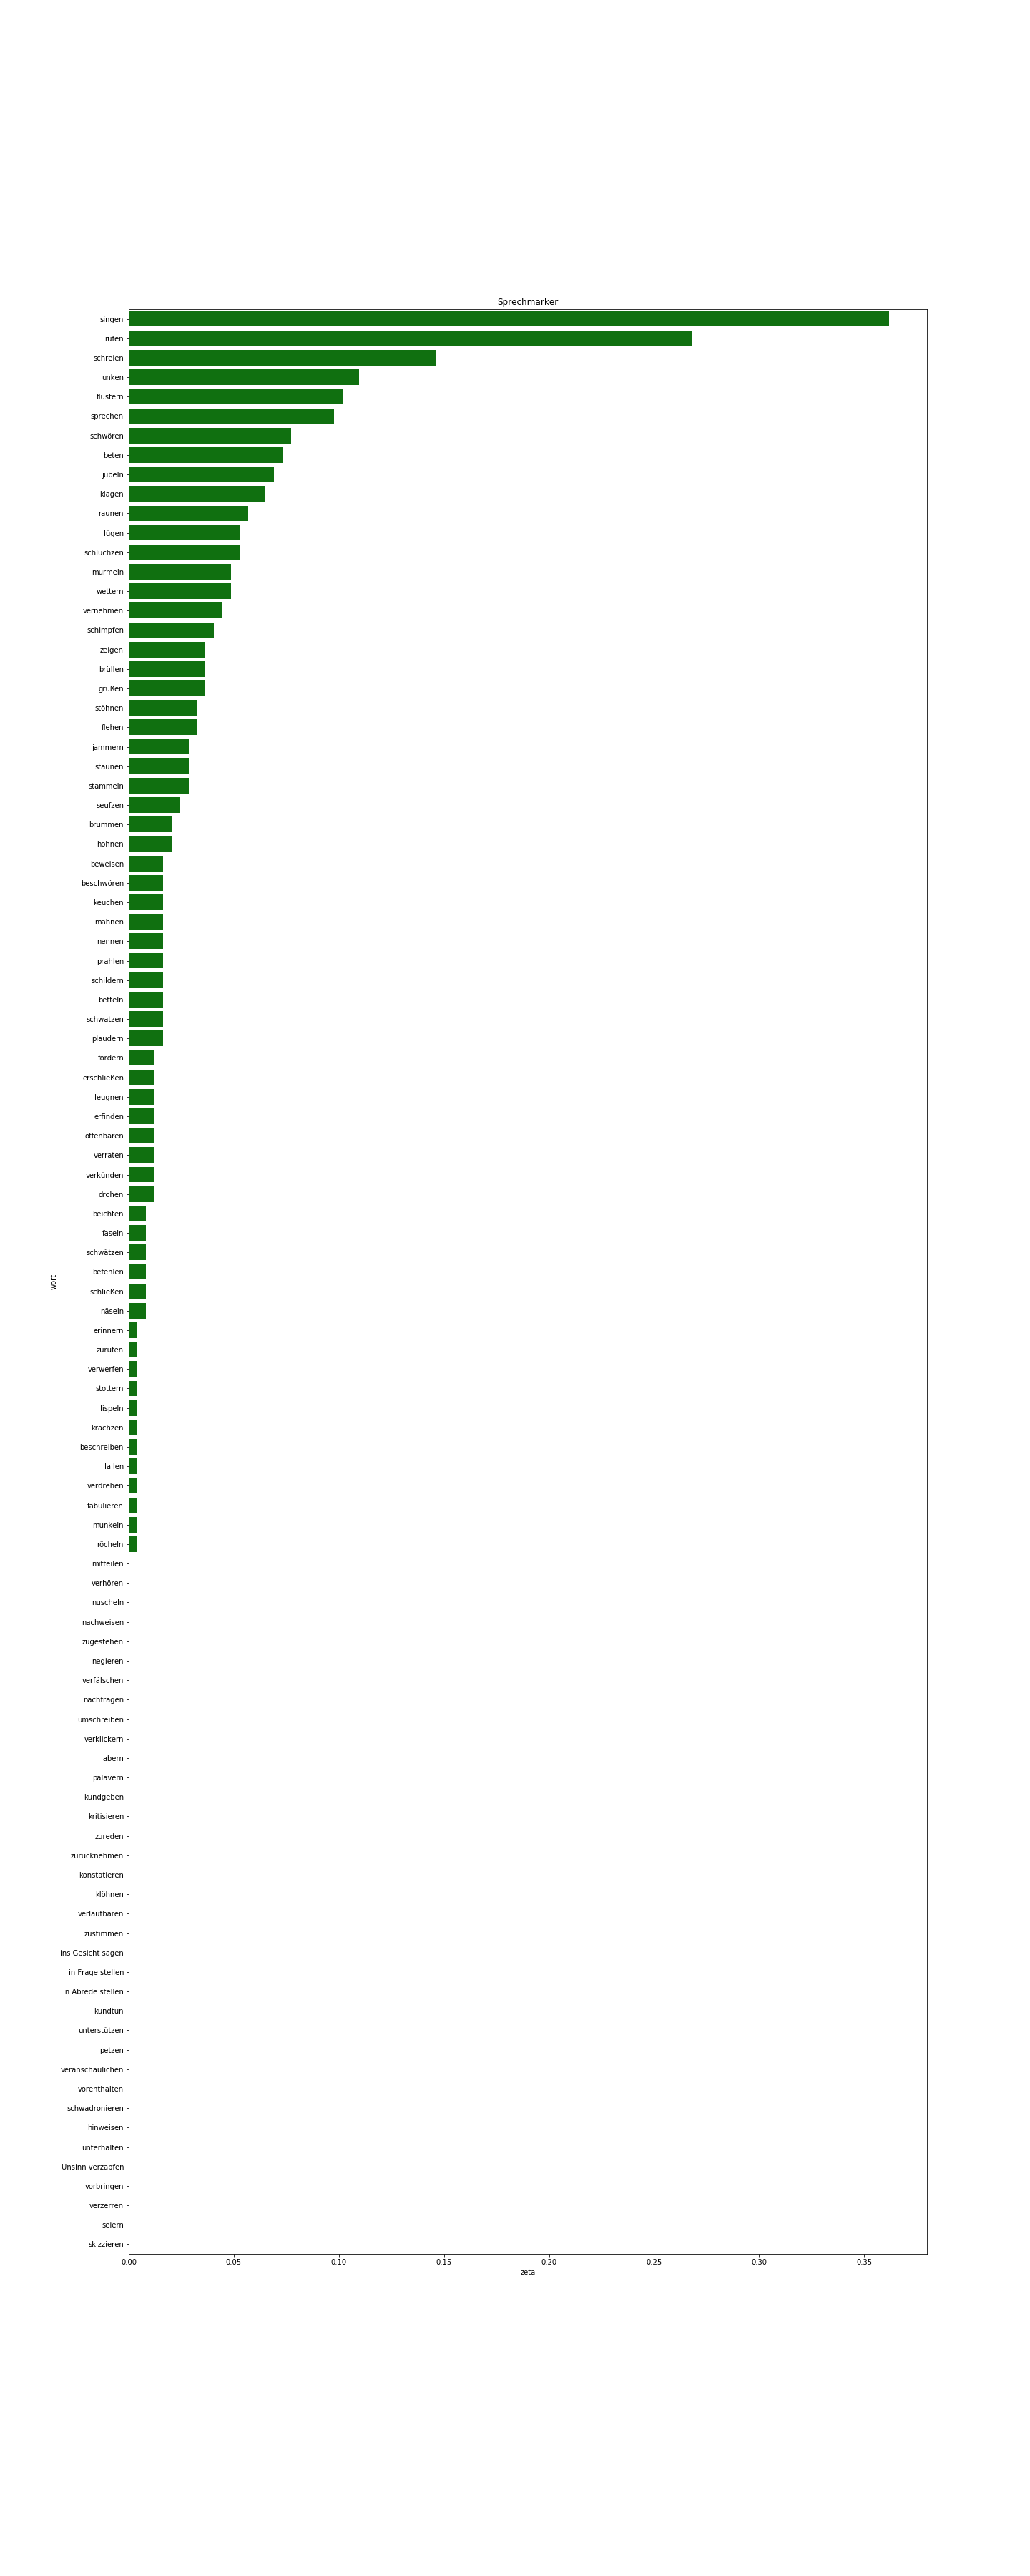 Sprechmarker
singen
rufen
schreien
unken
flüstern
sprechen
schwören
beten
jubeln
klagen
raunen
lügen
schluchzen
murmeln
wettern
vernehmen
schimpfen
zeigen
brüllen
grüßen
stöhnen
flehen
jammern
staunen
stammeln
seufzen
brummen
höhnen
beweisen
beschwören
keuchen
mahnen
nennen
prahlen
schildern
betteln
schwatzen
plaudern
fordern
erschließen
leugnen
erfinden
offenbaren
verraten
verkünden
drohen
beichten
faseln
schwätzen
befehlen
schließen
näseln
erinnern
zurufen
verwerfen
stottern
lispeln
krächzen
beschreiben
lallen
verdrehen
fabulieren
munkeln
röcheln
mitteilen
verhören
nuscheln
nachweisen
zugestehen
negieren
verfälschen
nachfragen
umschreiben
verklickern
labern
palavern
kundgeben
kritisieren
zureden
zurücknehmen
konstatieren
klöhnen
verlautbaren
zustimmen
ins Gesicht sagen
in Frage stellen
in Abrede stellen
kundtun
unterstützen
petzen
veranschaulichen
vorenthalten
schwadronieren
hinweisen
unterhalten
Unsinn verzapfen
vorbringen
verzerren
seiern
skizzieren
wort
0.00 0.05 0.10 0.15 0.20 0.25 0.30 0.35
zeta